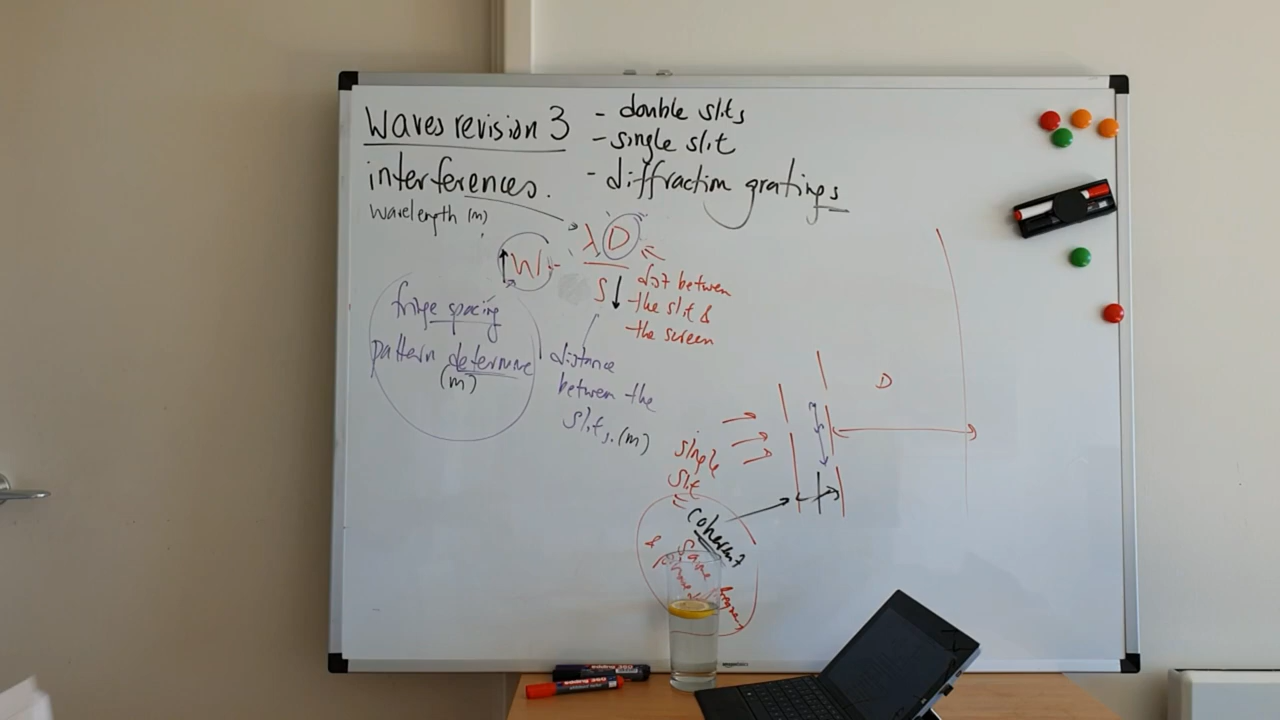 Waves revision 3
- double slits
- single slit
interferences.
- diffraction gratings
Wavelength (m)
λ D
W =
S
dist between
the slit &
the screen
fringe spacing
pattern determine
(m)
distance
between the
slits. (m)
D
S
single
slit
coherent
& same